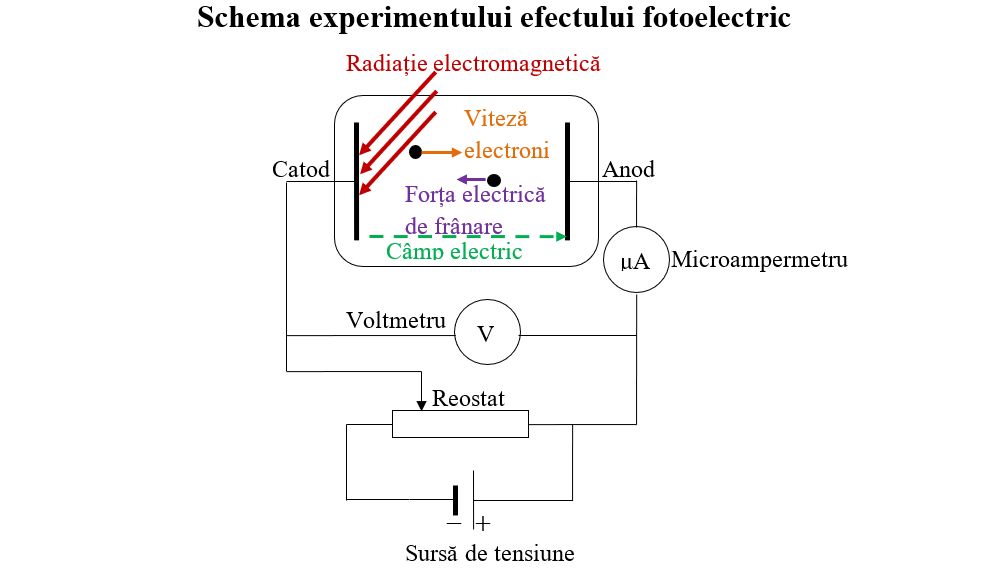 Schema experimentului efectului fotoelectric
Radiație electromagnetică
Viteză
electroni
Catod
Anod
Forța electrică
de frânare
Câmp electric
μA
Microampermetru
Voltmetru
V
Reostat
− +
Sursă de tensiune